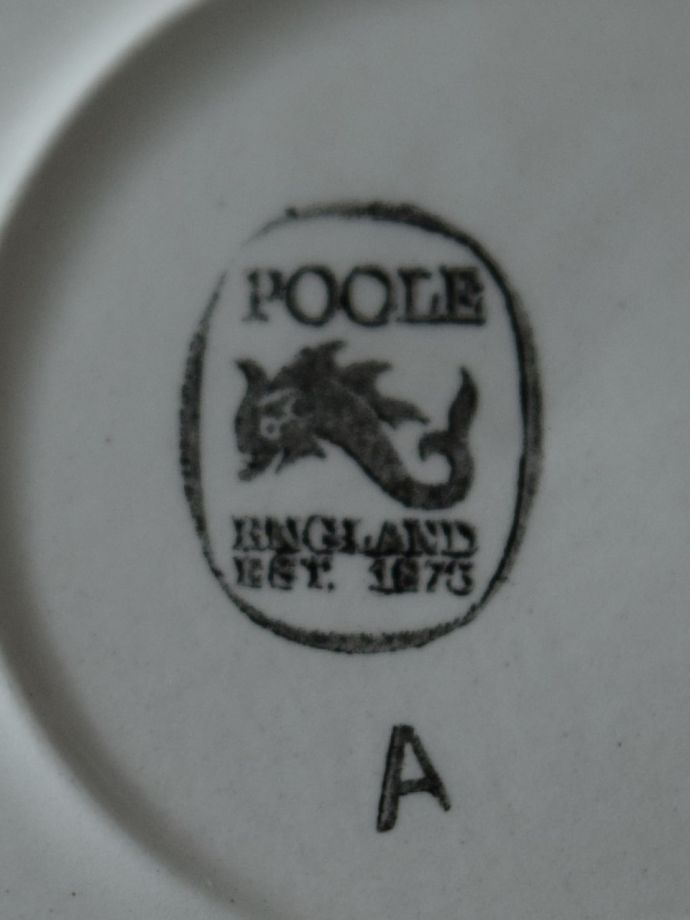 POOLE
ENGLAND
EST. 1873
A